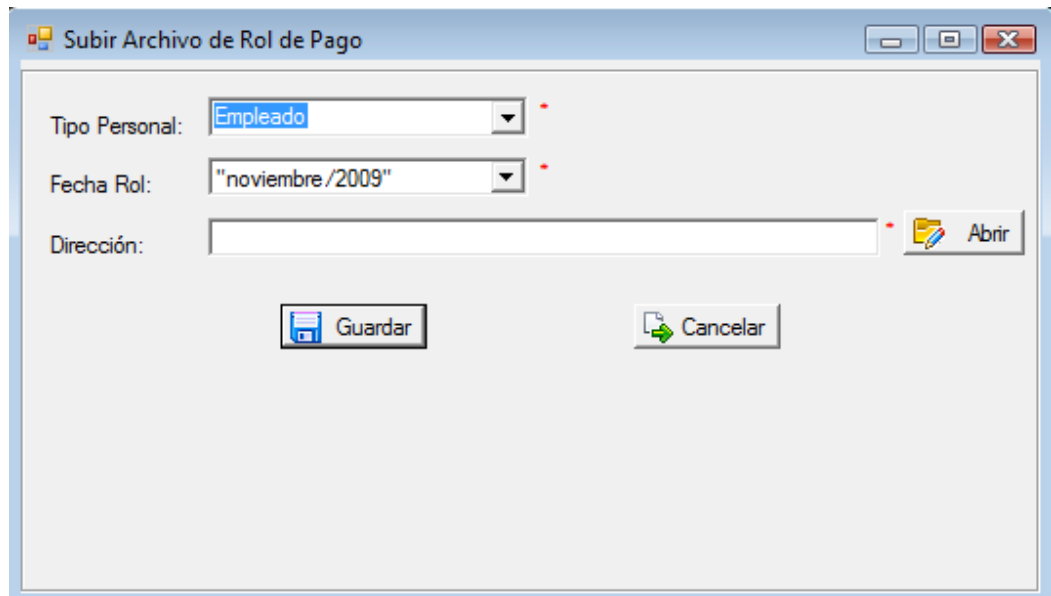 Subir Archivo de Rol de Pago
Tipo Personal: Empleado *
Fecha Rol: "noviembre/2009" *
Dirección: * Abrir
Guardar Cancelar